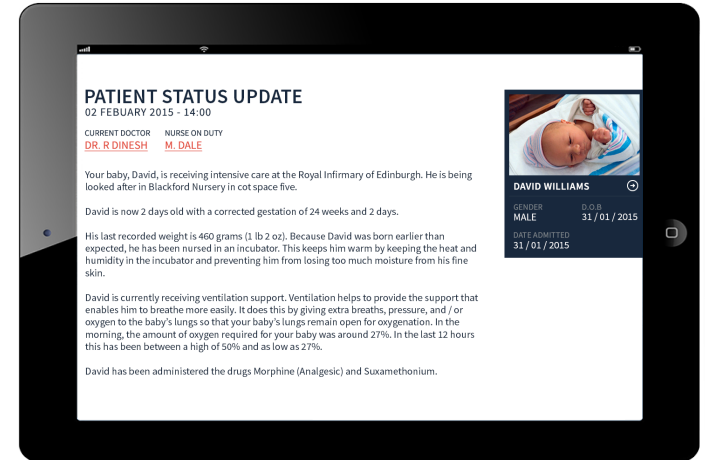 PATIENT STATUS UPDATE
02 FEBUARY 2015 - 14:00
CURRENT DOCTOR NURSE ON DUTY
DR. R DINESH M. DALE
Your baby, David, is receiving intensive care at the Royal Infirmary of Edinburgh. He is being
looked after in Blackford Nursery in cot space five.
David is now 2 days old with a corrected gestation of 24 weeks and 2 days.
His last recorded weight is 460 grams (1 lb 2 oz). Because David was born earlier than
expected, he has been nursed in an incubator. This keeps him warm by keeping the heat and
humidity in the incubator and preventing him from losing too much moisture from his fine
skin.
David is currently receiving ventilation support. Ventilation helps to provide the support that
enables him to breathe more easily. It does this by giving extra breaths, pressure, and / or
oxygen to the baby's lungs so that your baby's lungs remain open for oxygenation. In the
morning, the amount of oxygen required for your baby was around 27%. In the last 12 hours
this has been between a high of 50% and as low as 27%.
David has been administered the drugs Morphine (Analgesic) and Suxamethonium.
DAVID WILLIAMS
GENDER D.O.B
MALE 31 / 01 / 2015
DATE ADMITTED
31 / 01 / 2015